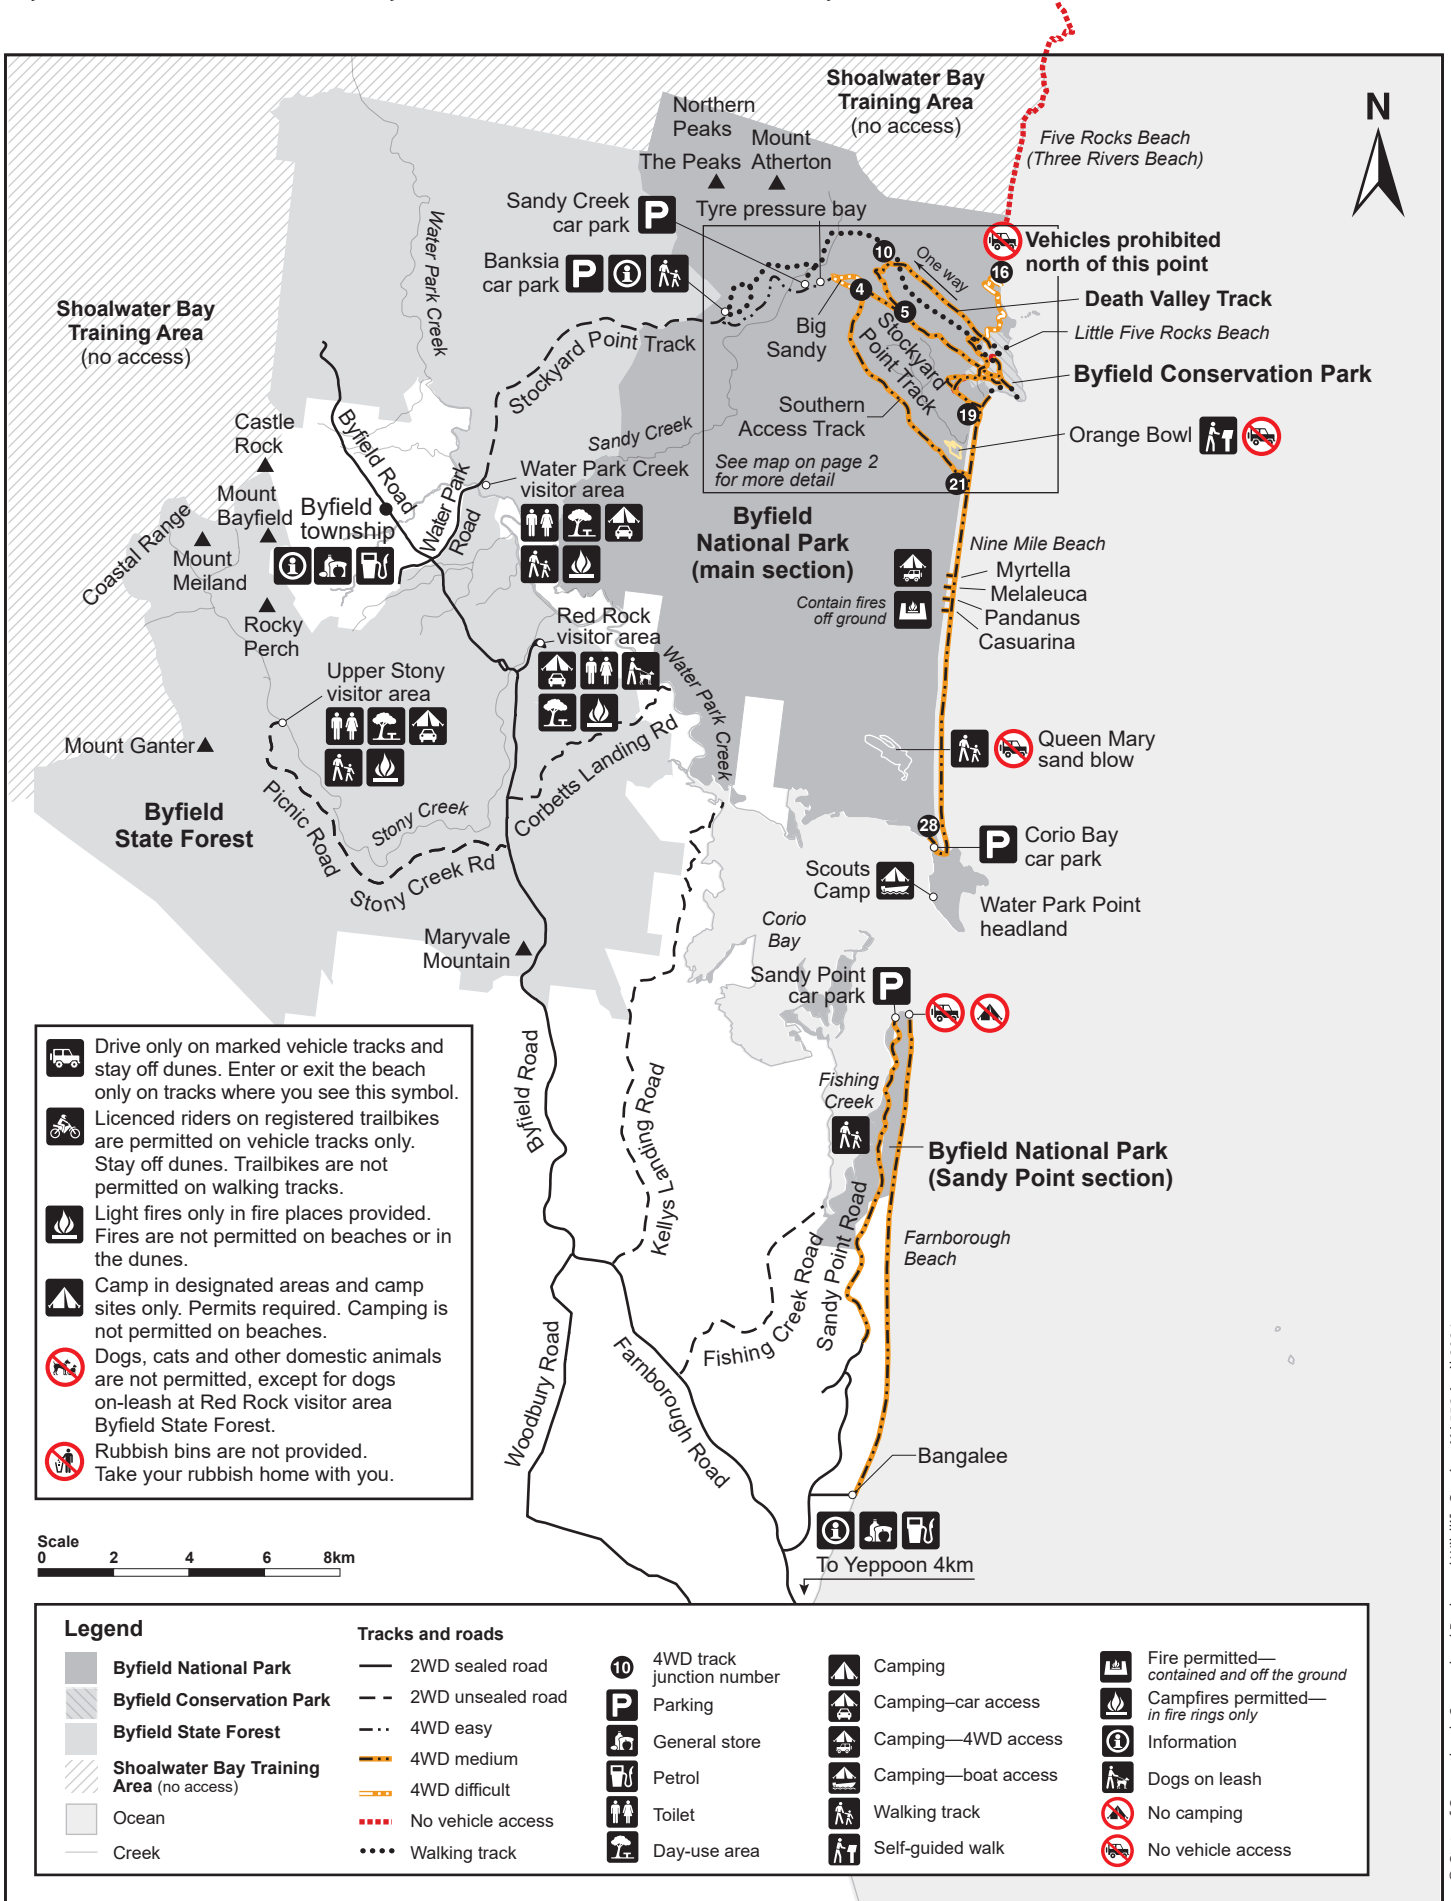 Shoalwater Bay
Training Area
(no access)
N
Northern
Peaks
Mount
Atherton
The Peaks
Five Rocks Beach
(Three Rivers Beach)
Sandy Creek
car park
P
Tyre pressure bay
Water Park Creek
Banksia
car park
P
10
One way
Vehicles prohibited
north of this point
16
4
5
Death Valley Track
Shoalwater Bay
Training Area
(no access)
Big
Sandy
Stockyard
Point Track
Little Five Rocks Beach
Stockyard Point Track
Byfield Conservation Park
Southern
Access Track
19
Castle
Rock
Byfield Road
Sandy Creek
Orange Bowl
See map on page 2
for more detail
21
Water Park Creek
visitor area
Water Park
Road
Mount
Bayfield
Byfield
township
Coastal Range
Mount
Meiland
Byfield
National Park
(main section)
Nine Mile Beach
Myrtella
Melaleuca
Pandanus
Casuarina
Contain fires
off ground
Rocky
Perch
Red Rock
visitor area
Water Park Creek
Upper Stony
visitor area
Mount Ganter
Corbetts Landing Rd
Queen Mary
sand blow
Byfield
State Forest
Picnic Road
Stony Creek
Stony Creek Rd
28
P
Corio Bay
car park
Scouts
Camp
Water Park Point
headland
Corio
Bay
Maryvale
Mountain
Sandy Point
car park
P
Byfield Road
Kellys Landing Road
Fishing
Creek
Byfield National Park
(Sandy Point section)
Sandy Point Road
Fishing Creek Road
Farnborough
Beach
Woodbury Road
Farnborough Road
Bangalee
To Yeppoon 4km
Drive only on marked vehicle tracks and
stay off dunes. Enter or exit the beach
only on tracks where you see this symbol.
Licenced riders on registered trailbikes
are permitted on vehicle tracks only.
Stay off dunes. Trailbikes are not
permitted on walking tracks.
Light fires only in fire places provided.
Fires are not permitted on beaches or in
the dunes.
Camp in designated areas and camp
sites only. Permits required. Camping is
not permitted on beaches.
Dogs, cats and other domestic animals
are not permitted, except for dogs
on-leash at Red Rock visitor area
Byfield State Forest.
Rubbish bins are not provided.
Take your rubbish home with you.
Scale
0 2 4 6 8km
Legend
Byfield National Park
Byfield Conservation Park
Byfield State Forest
Shoalwater Bay Training
Area (no access)
Ocean
Creek
Tracks and roads
2WD sealed road
2WD unsealed road
4WD easy
4WD medium
4WD difficult
No vehicle access
Walking track
10 4WD track
junction number
P Parking
General store
Petrol
Toilet
Day-use area
Camping
Camping–car access
Camping—4WD access
Camping—boat access
Walking track
Self-guided walk
Fire permitted—
contained and off the ground
Campfires permitted—
in fire rings only
Information
Dogs on leash
No camping
No vehicle access